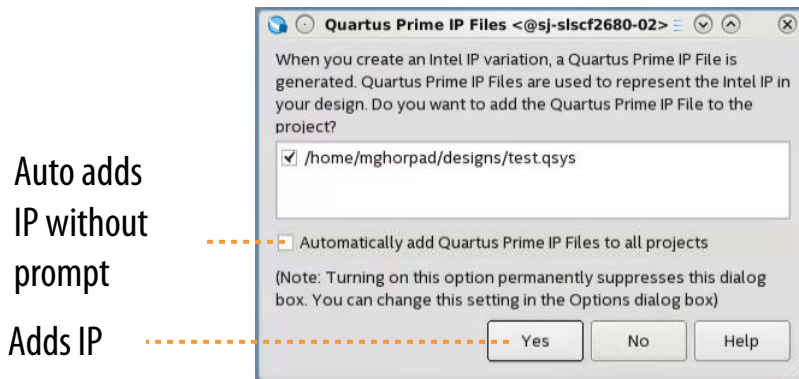 Quartus Prime IP Files <@sj-slscf2680-02>
When you create an Intel IP variation, a Quartus Prime IP File is
generated. Quartus Prime IP Files are used to represent the Intel IP in
your design. Do you want to add the Quartus Prime IP File to the
project?
/home/mghorpad/designs/test.qsys
Auto adds
IP without
prompt
Automatically add Quartus Prime IP Files to all projects
(Note: Turning on this option permanently suppresses this dialog
box. You can change this setting in the Options dialog box)
Adds IP
Yes No Help